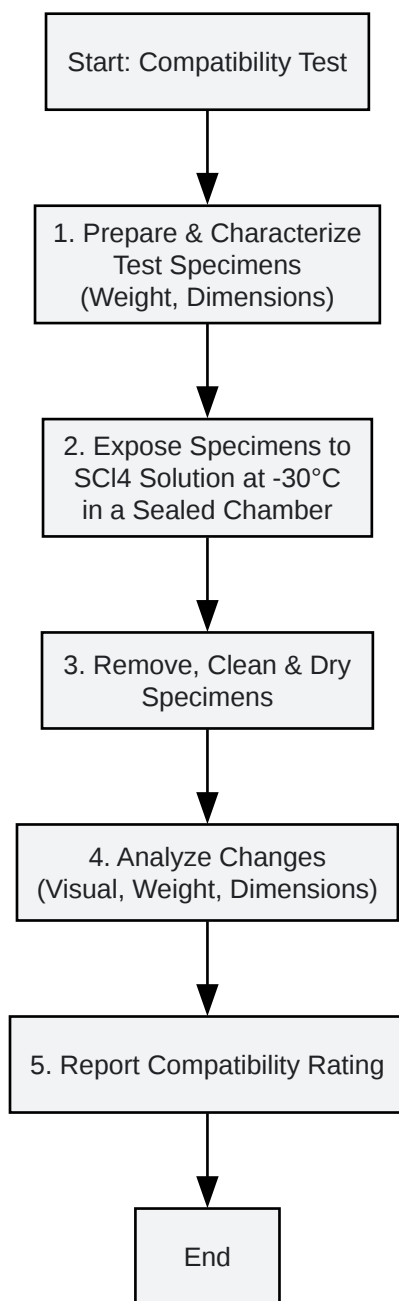 Start: Compatibility Test
1. Prepare & Characterize
Test Specimens
(Weight, Dimensions)
2. Expose Specimens to
SCl4 Solution at -30°C
in a Sealed Chamber
3. Remove, Clean & Dry
Specimens
4. Analyze Changes
(Visual, Weight, Dimensions)
5. Report Compatibility Rating
End